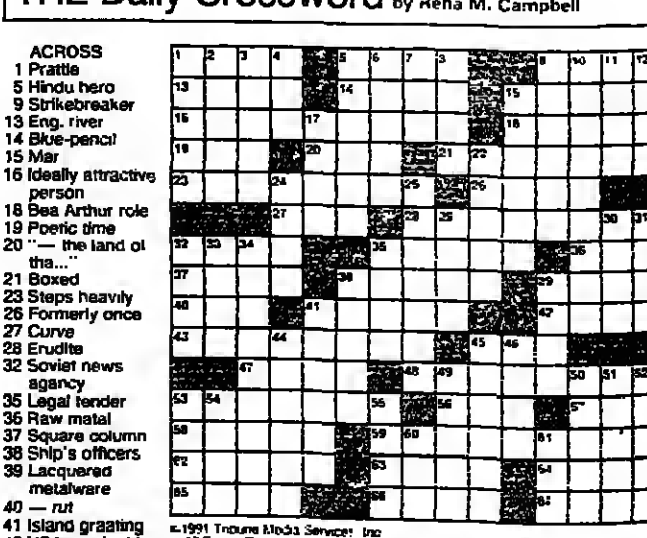 THE Daily Crossword by Rena M. Campbell
ACROSS
1 Prattle
5 Hindu hero
9 Strikebreaker
13 Eng. river
14 Blue-pencil
15 Mar
16 Ideally attractive
person
18 Bea Arthur role
19 Poetic time
20 "— the land of
tha..."
21 Boxed
23 Steps heavily
26 Formerly once
27 Curve
28 Erudite
32 Soviet news
agancy
35 Legal tender
36 Raw matal
37 Square column
38 Ship's officers
39 Lacquered
metalware
40 — rut
41 Island graating
1 2 3 4 5 6 7 8 9 10 11 12
13 14 15
16 17 18
19 20 21 22
23 24 25 26
27 28 29 30 31
32 33 34 35 36
37 38 39
40 41 42
43 44 45 46
47 48 49 50 51 52
53 54 55 56 57
58 59 60 61
62 63 64
65 66 67
©1991 Tribune Media Services, Inc